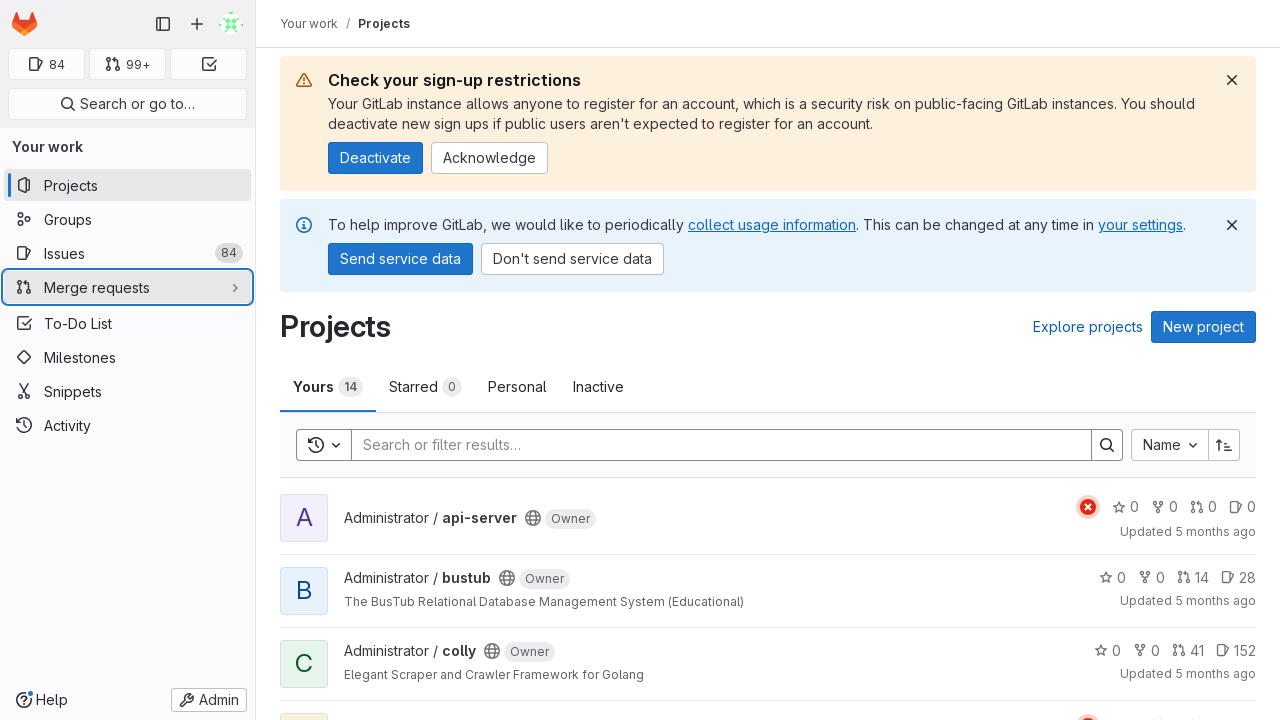 Your work / Projects
84
99+
Search or go to…
Your work
Projects
Groups
Issues 84
Merge requests
To-Do List
Milestones
Snippets
Activity
Help
Admin
Check your sign-up restrictions
Your GitLab instance allows anyone to register for an account, which is a security risk on public-facing GitLab instances. You should
deactivate new sign ups if public users aren't expected to register for an account.
Deactivate
Acknowledge
To help improve GitLab, we would like to periodically collect usage information. This can be changed at any time in your settings.
Send service data
Don't send service data
Projects
Explore projects
New project
Yours 14
Starred 0
Personal
Inactive
Search or filter results…
Name
A
Administrator / api-server
Owner
0 0 0 0
Updated 5 months ago
B
Administrator / bustub
Owner
0 0 14 28
The BusTub Relational Database Management System (Educational)
Updated 5 months ago
C
Administrator / colly
Owner
0 0 41 152
Elegant Scraper and Crawler Framework for Golang
Updated 5 months ago